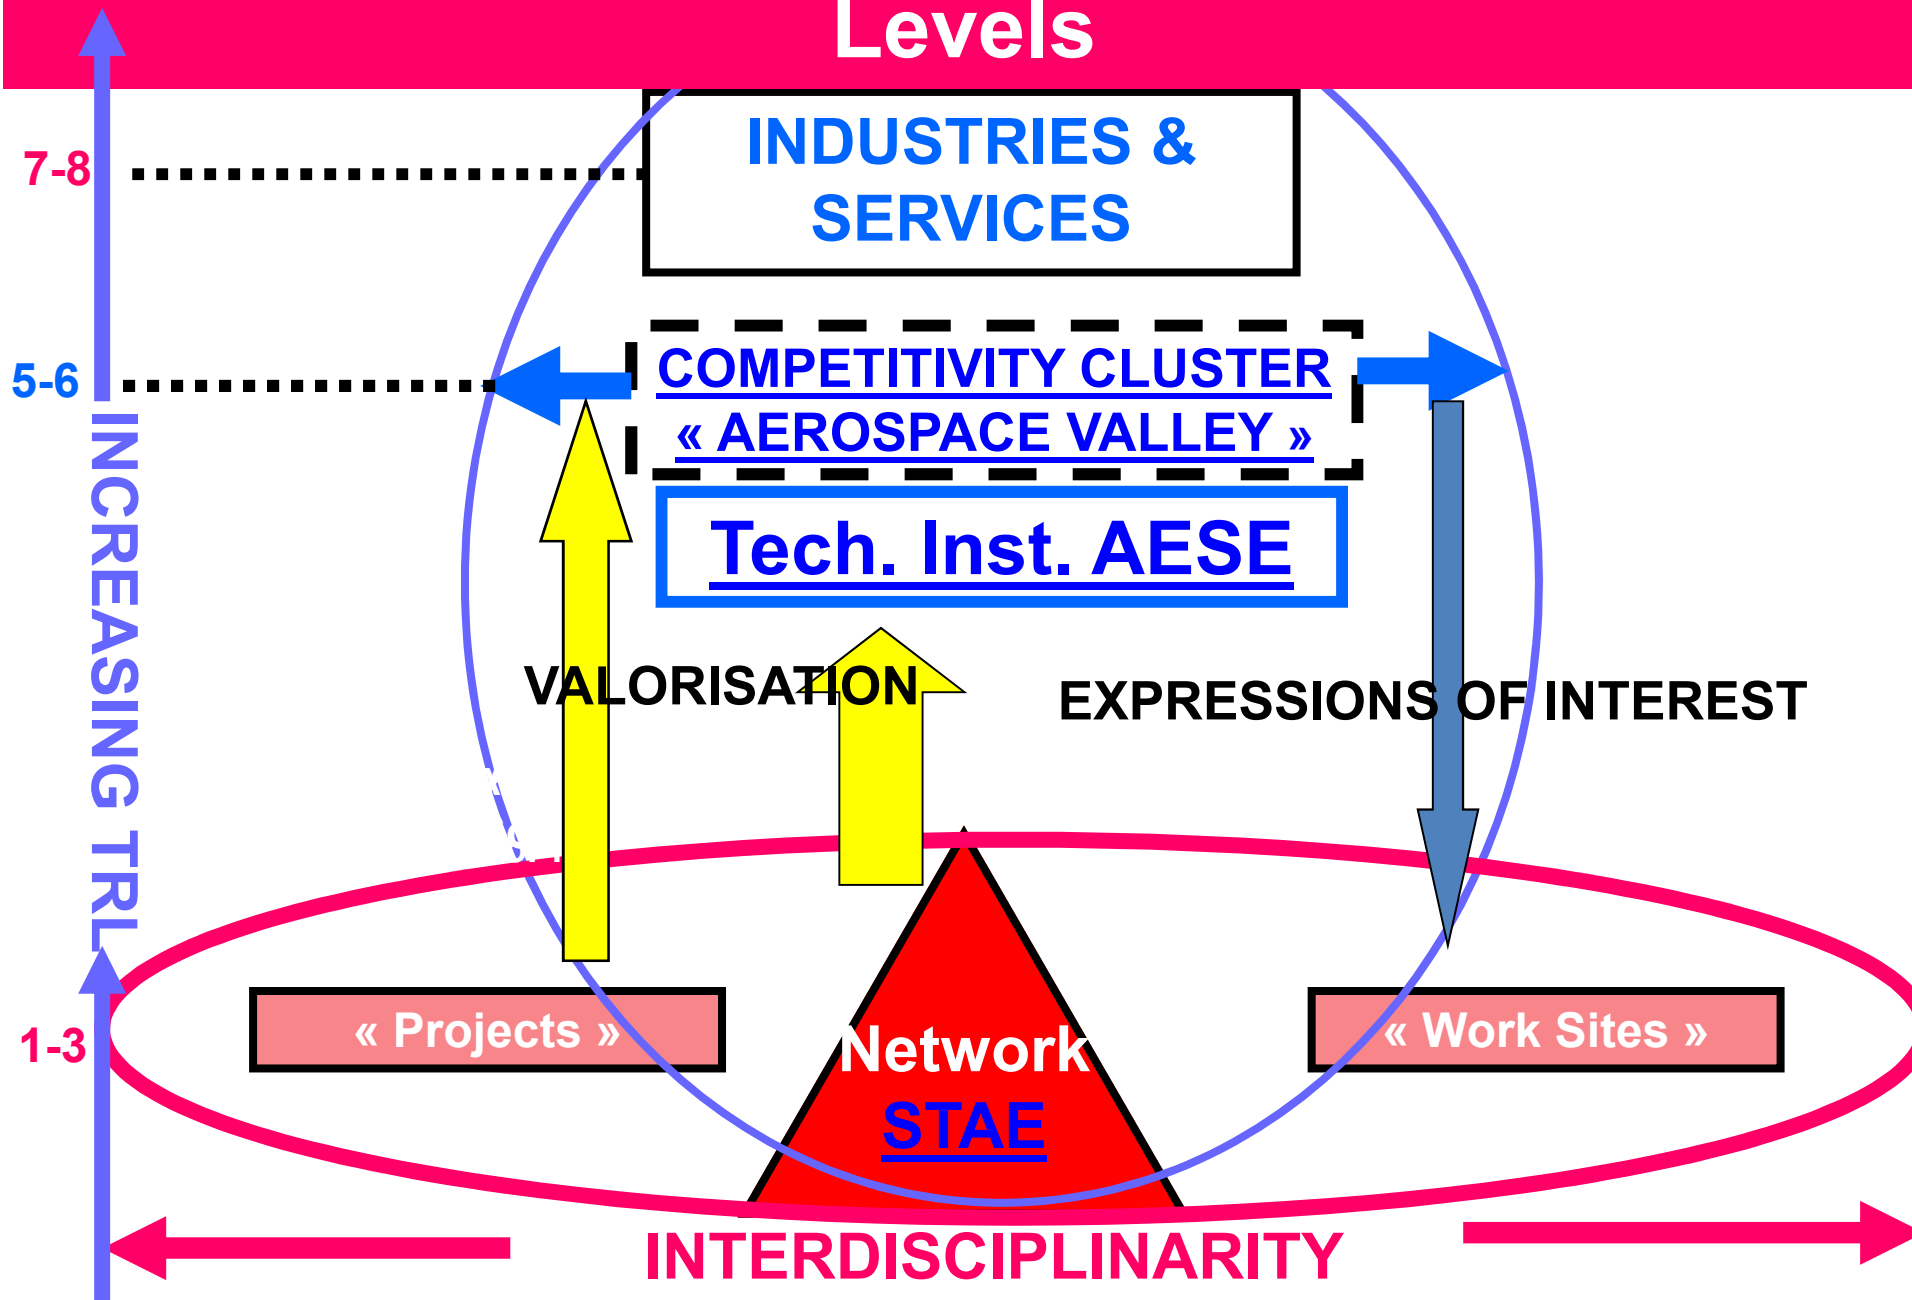 Levels
INDUSTRIES &
SERVICES
7-8
COMPETITIVITY CLUSTER
« AEROSPACE VALLEY »
5-6
Tech. Inst. AESE
INCREASING TRL
VALORISATION
EXPRESSIONS OF INTEREST
« Projects »
« Work Sites »
1-3
Network
STAE
INTERDISCIPLINARITY